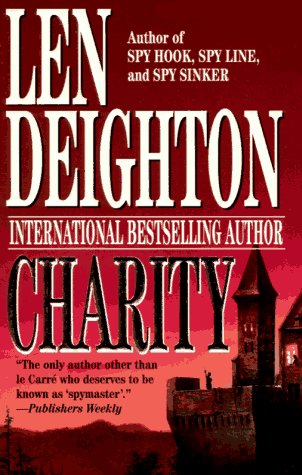 LEN
DEIGHTON
Author of
SPY HOOK, SPY LINE,
and SPY SINKER
INTERNATIONAL BESTSELLING AUTHOR
CHARITY
"The only author other than
le Carré who deserves to be
known as 'spymaster'."
—Publishers Weekly